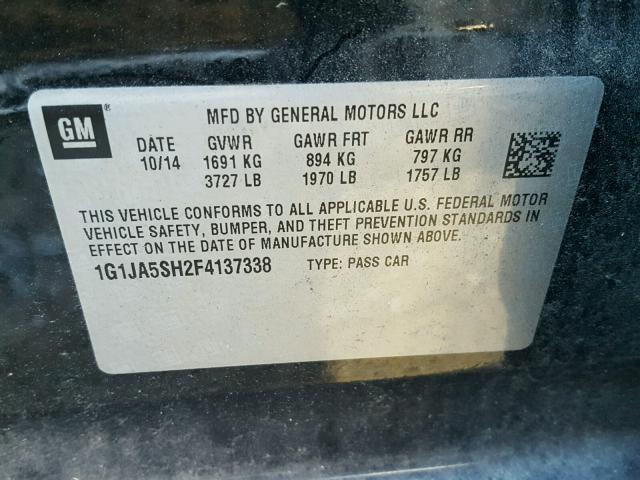 GM ®
MFD BY GENERAL MOTORS LLC
DATE GVWR GAWR FRT GAWR RR
10/14 1691 KG 894 KG 797 KG
3727 LB 1970 LB 1757 LB
THIS VEHICLE CONFORMS TO ALL APPLICABLE U.S. FEDERAL MOTOR
VEHICLE SAFETY, BUMPER, AND THEFT PREVENTION STANDARDS IN
EFFECT ON THE DATE OF MANUFACTURE SHOWN ABOVE.
1G1JA5SH2F4137338 TYPE: PASS CAR